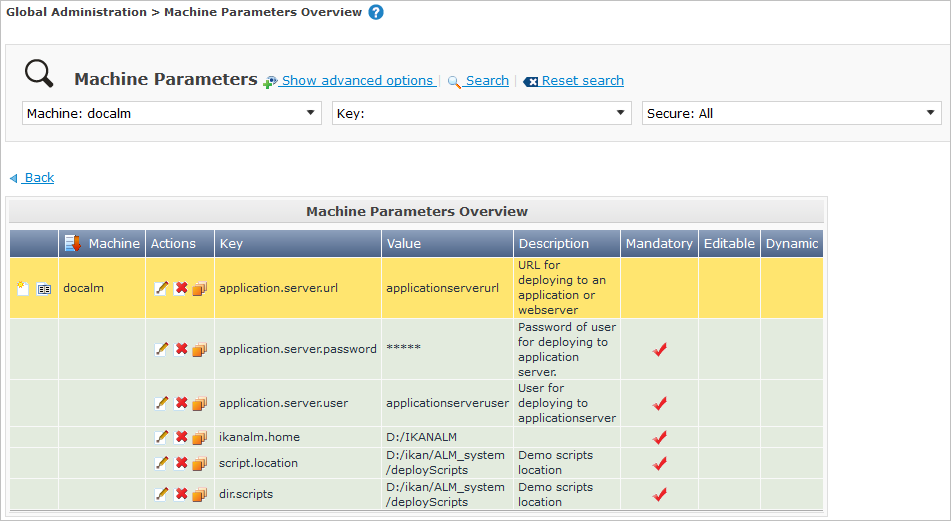 Global Administration > Machine Parameters Overview ?
Machine Parameters Show advanced options | Search | Reset search
Machine: docalm Key: Secure: All
Back
Machine Parameters Overview
Machine Actions Key Value Description Mandatory Editable Dynamic
docalm application.server.url applicationserverurl URL for
deploying to an
application or
webserver
application.server.password ***** Password of user
for deploying to
application
server.
application.server.user applicationserveruser User for
deploying to
applicationserver
ikanalm.home D:/IKANALM
script.location D:/ikan/ALM_system Demo scripts
/deployScripts location
dir.scripts D:/ikan/ALM_system Demo scripts
/deployScripts location